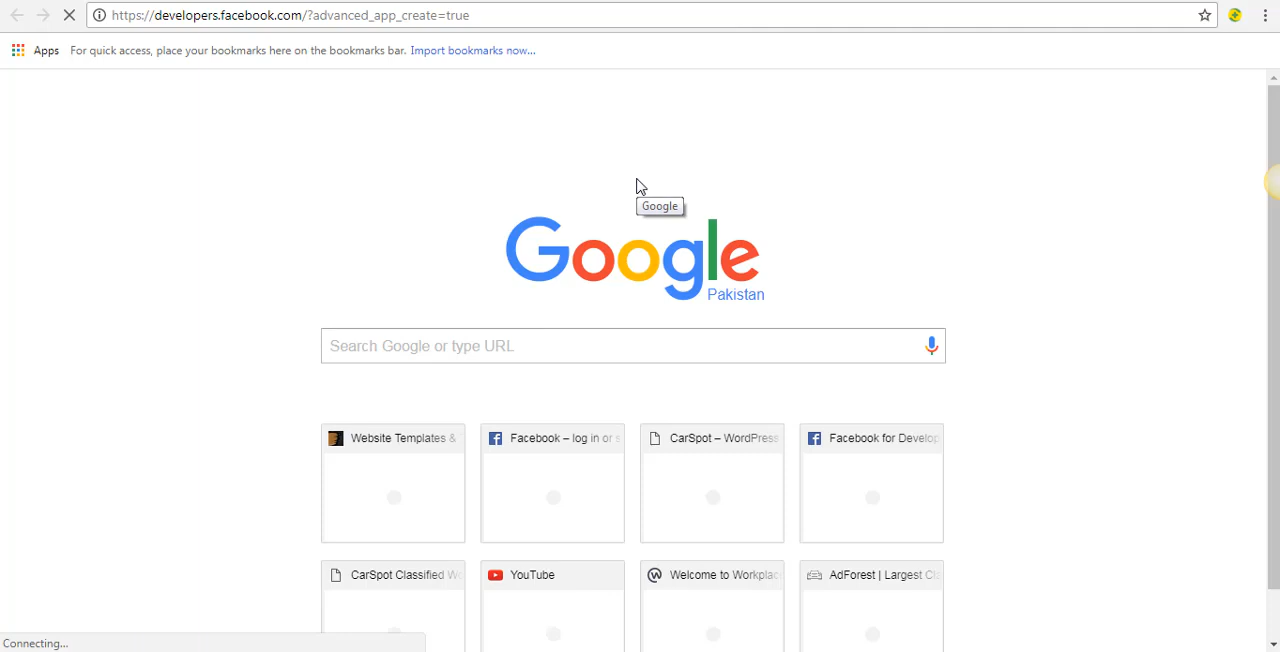 https://developers.facebook.com/?advanced_app_create=true
Apps For quick access, place your bookmarks here on the bookmarks bar. Import bookmarks now...
Google
Google
Pakistan
Search Google or type URL
Website Templates & Facebook – log in or s CarSpot – WordPress Facebook for Develop
CarSpot Classified Wo YouTube Welcome to Workplac AdForest | Largest Cl
Connecting...